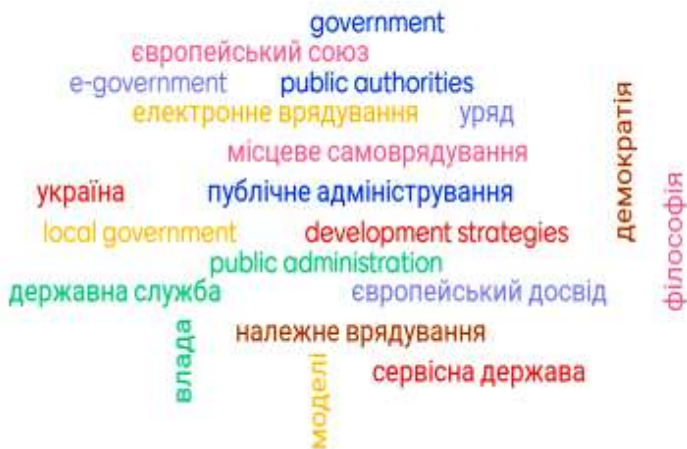 government
європейський союз
e-government public authorities
електронне врядування уряд
місцеве самоврядування
україна публічне адміністрування
local government development strategies
public administration
державна служба європейський досвід
належне врядування
сервісна держава
влада
моделі
демократія
філософія